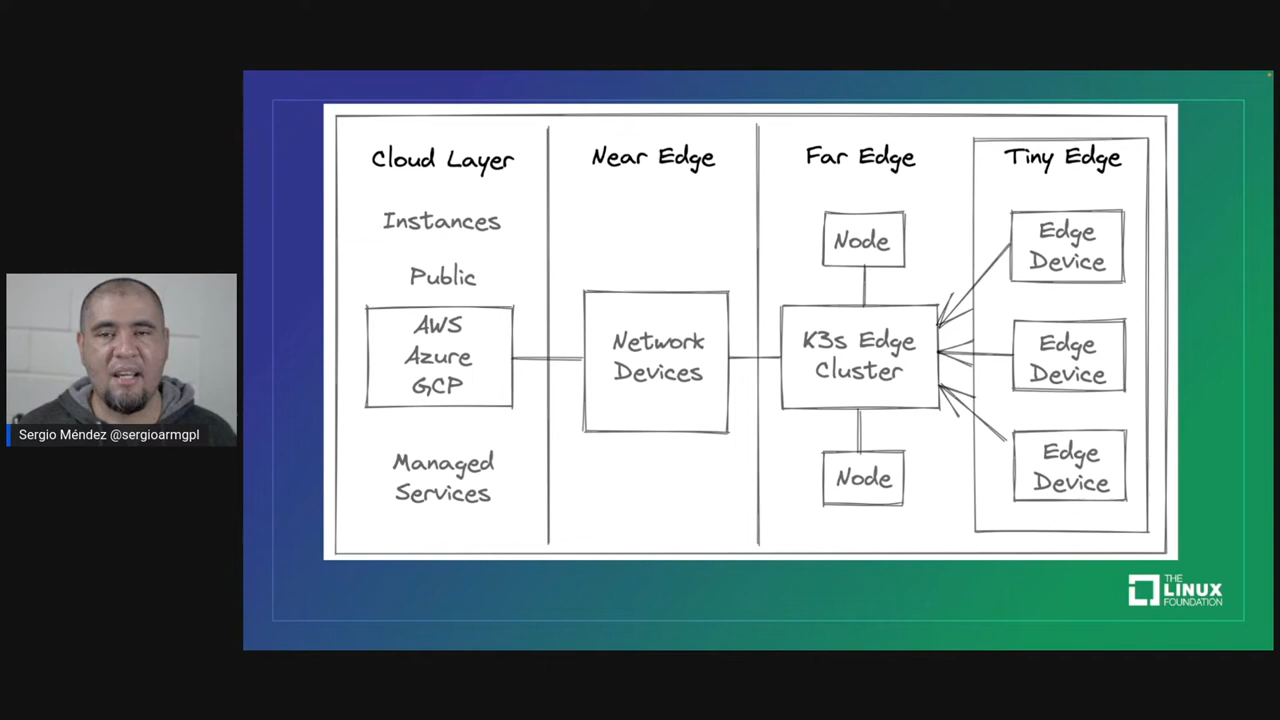 Sergio Méndez @sergioarmgpl
Cloud Layer
Instances
Public
AWS
Azure
GCP
Managed
Services
Near Edge
Network
Devices
Far Edge
Node
K3s Edge
Cluster
Node
Tiny Edge
Edge
Device
Edge
Device
Edge
Device
THE
LINUX
FOUNDATION